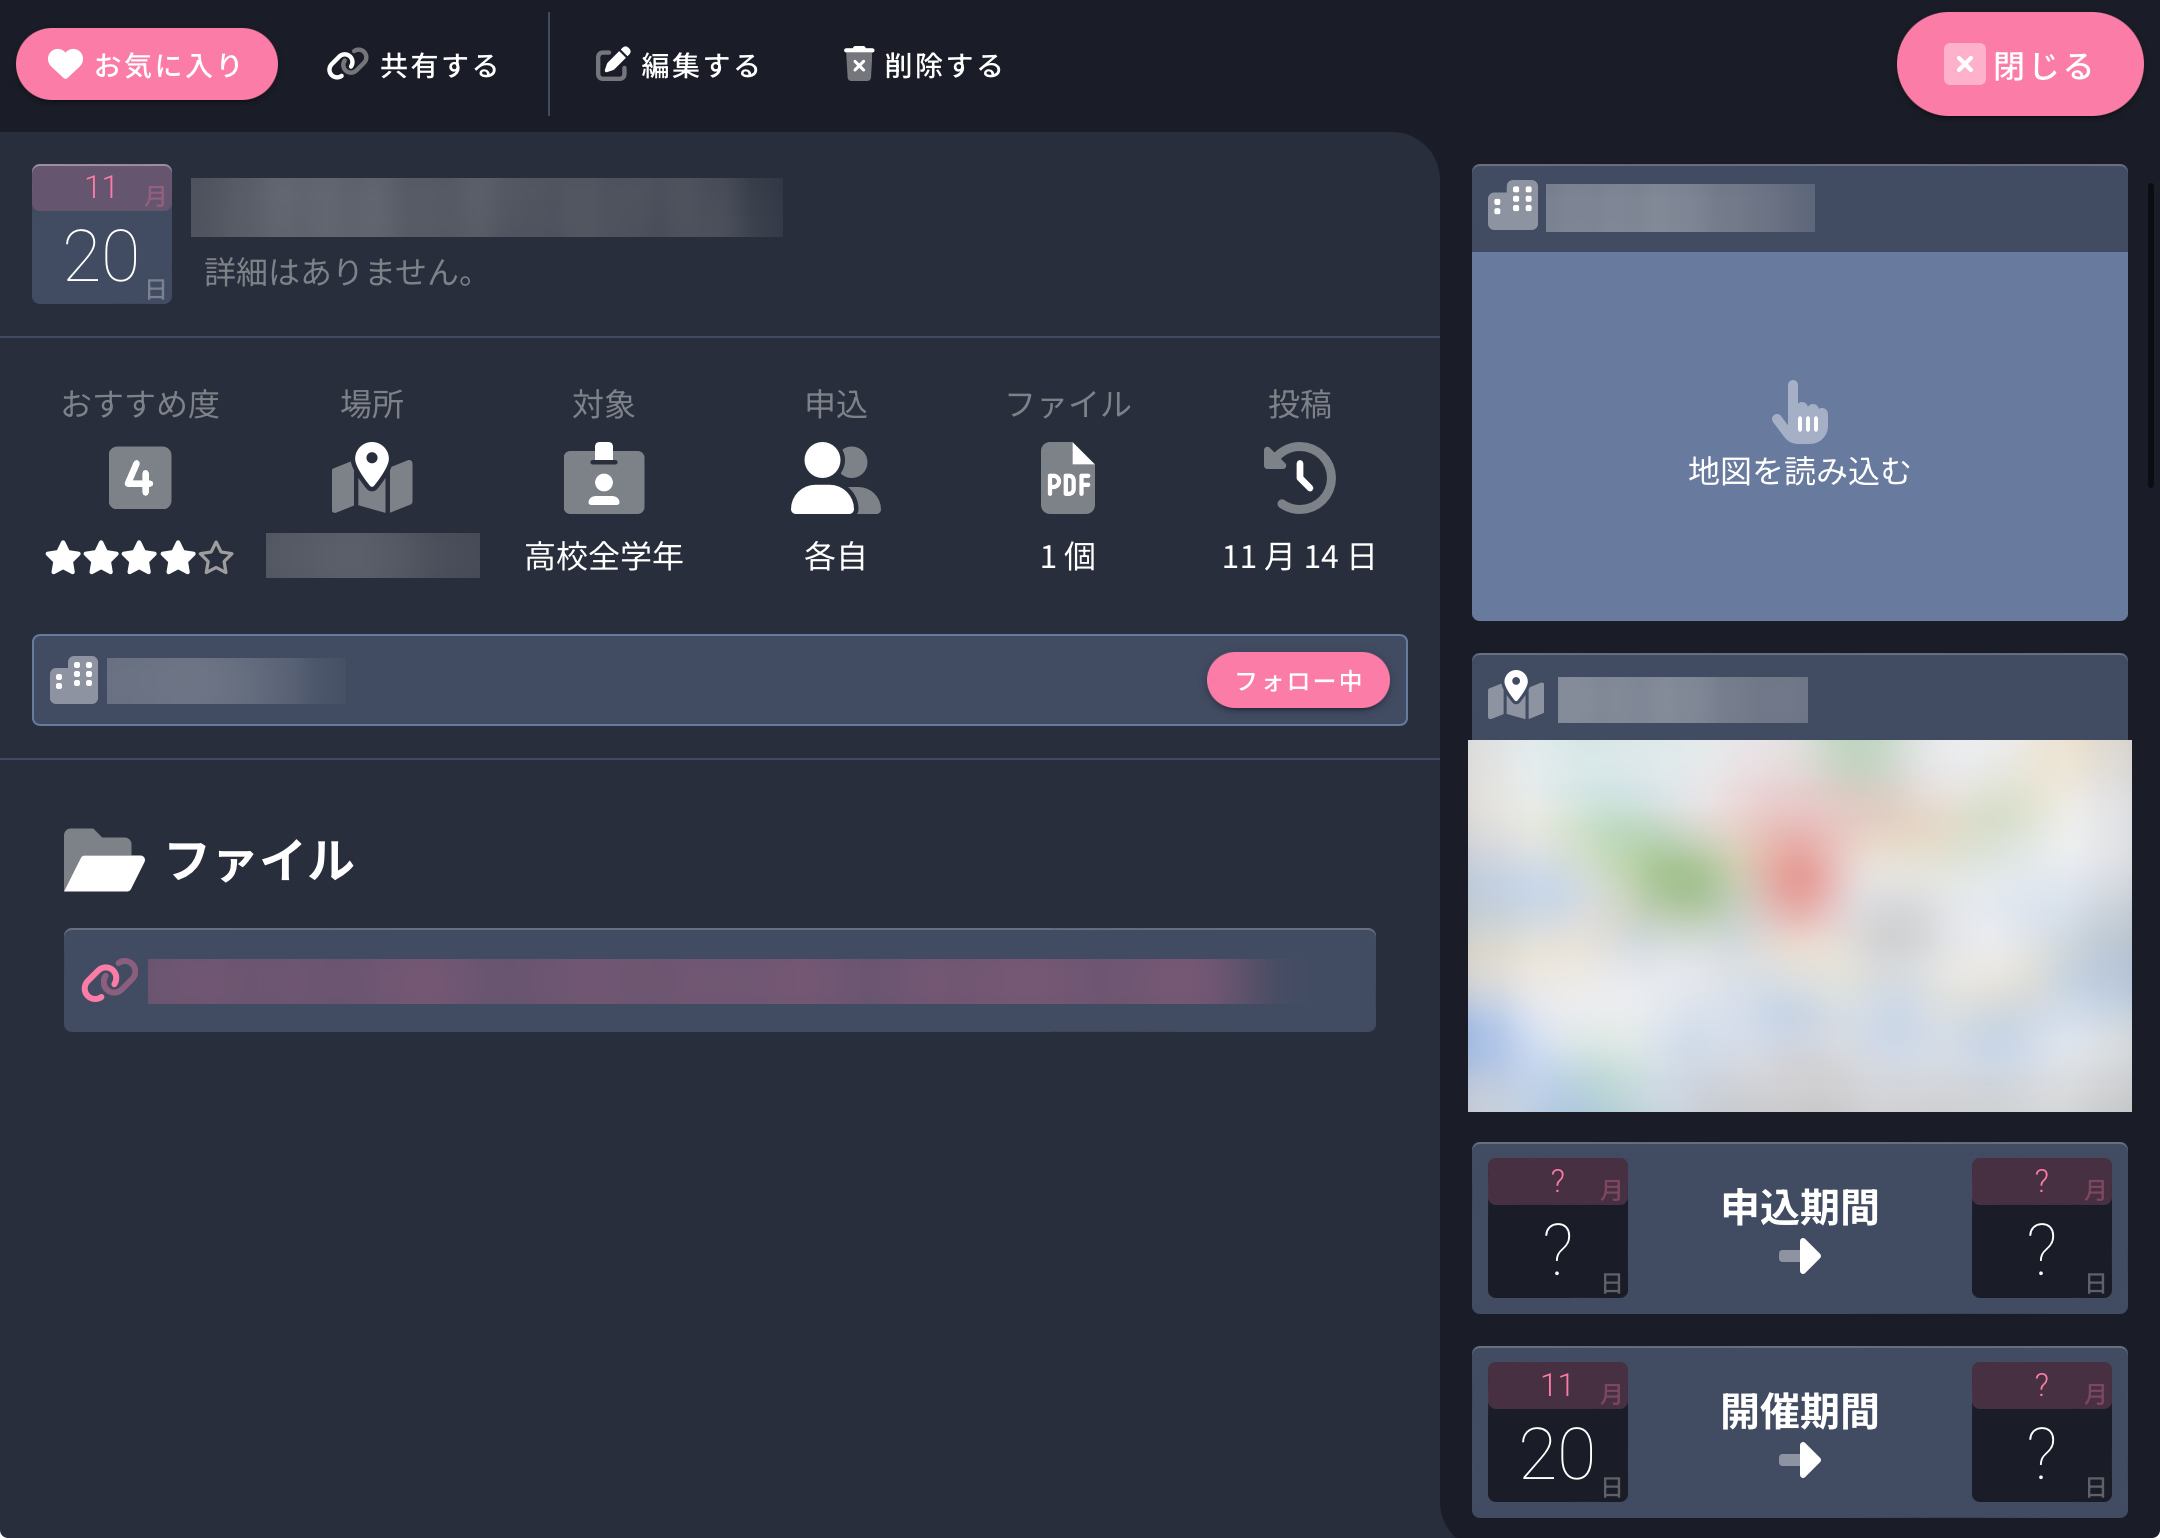 お気に入り
共有する
編集する
削除する
閉じる
11 月
20 日
詳細はありません。
おすすめ度
4
場所
対象
高校全学年
申込
各自
ファイル
PDF
1 個
投稿
11 月 14 日
フォロー中
ファイル
地図を読み込む
? 月
? 日
申込期間
? 月
? 日
11 月
20 日
開催期間
? 月
? 日